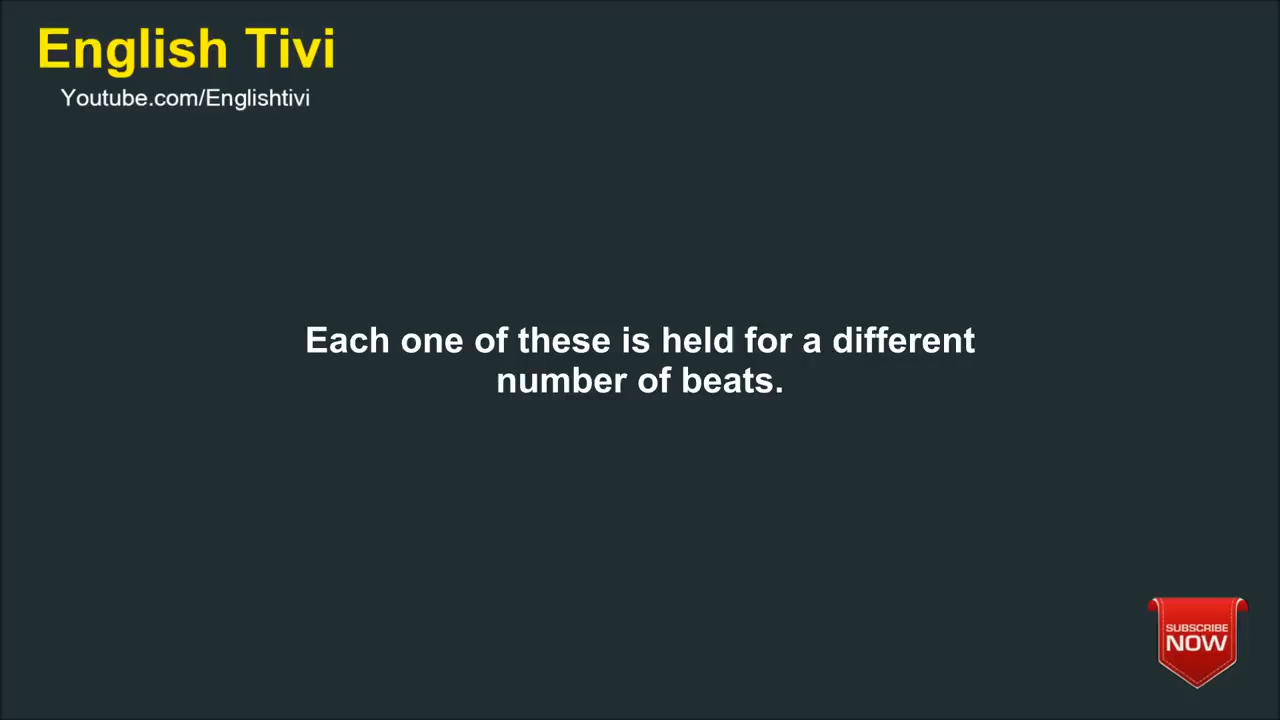 English Tivi
Youtube.com/Englishtivi
Each one of these is held for a different
number of beats.
SUBSCRIBE
NOW